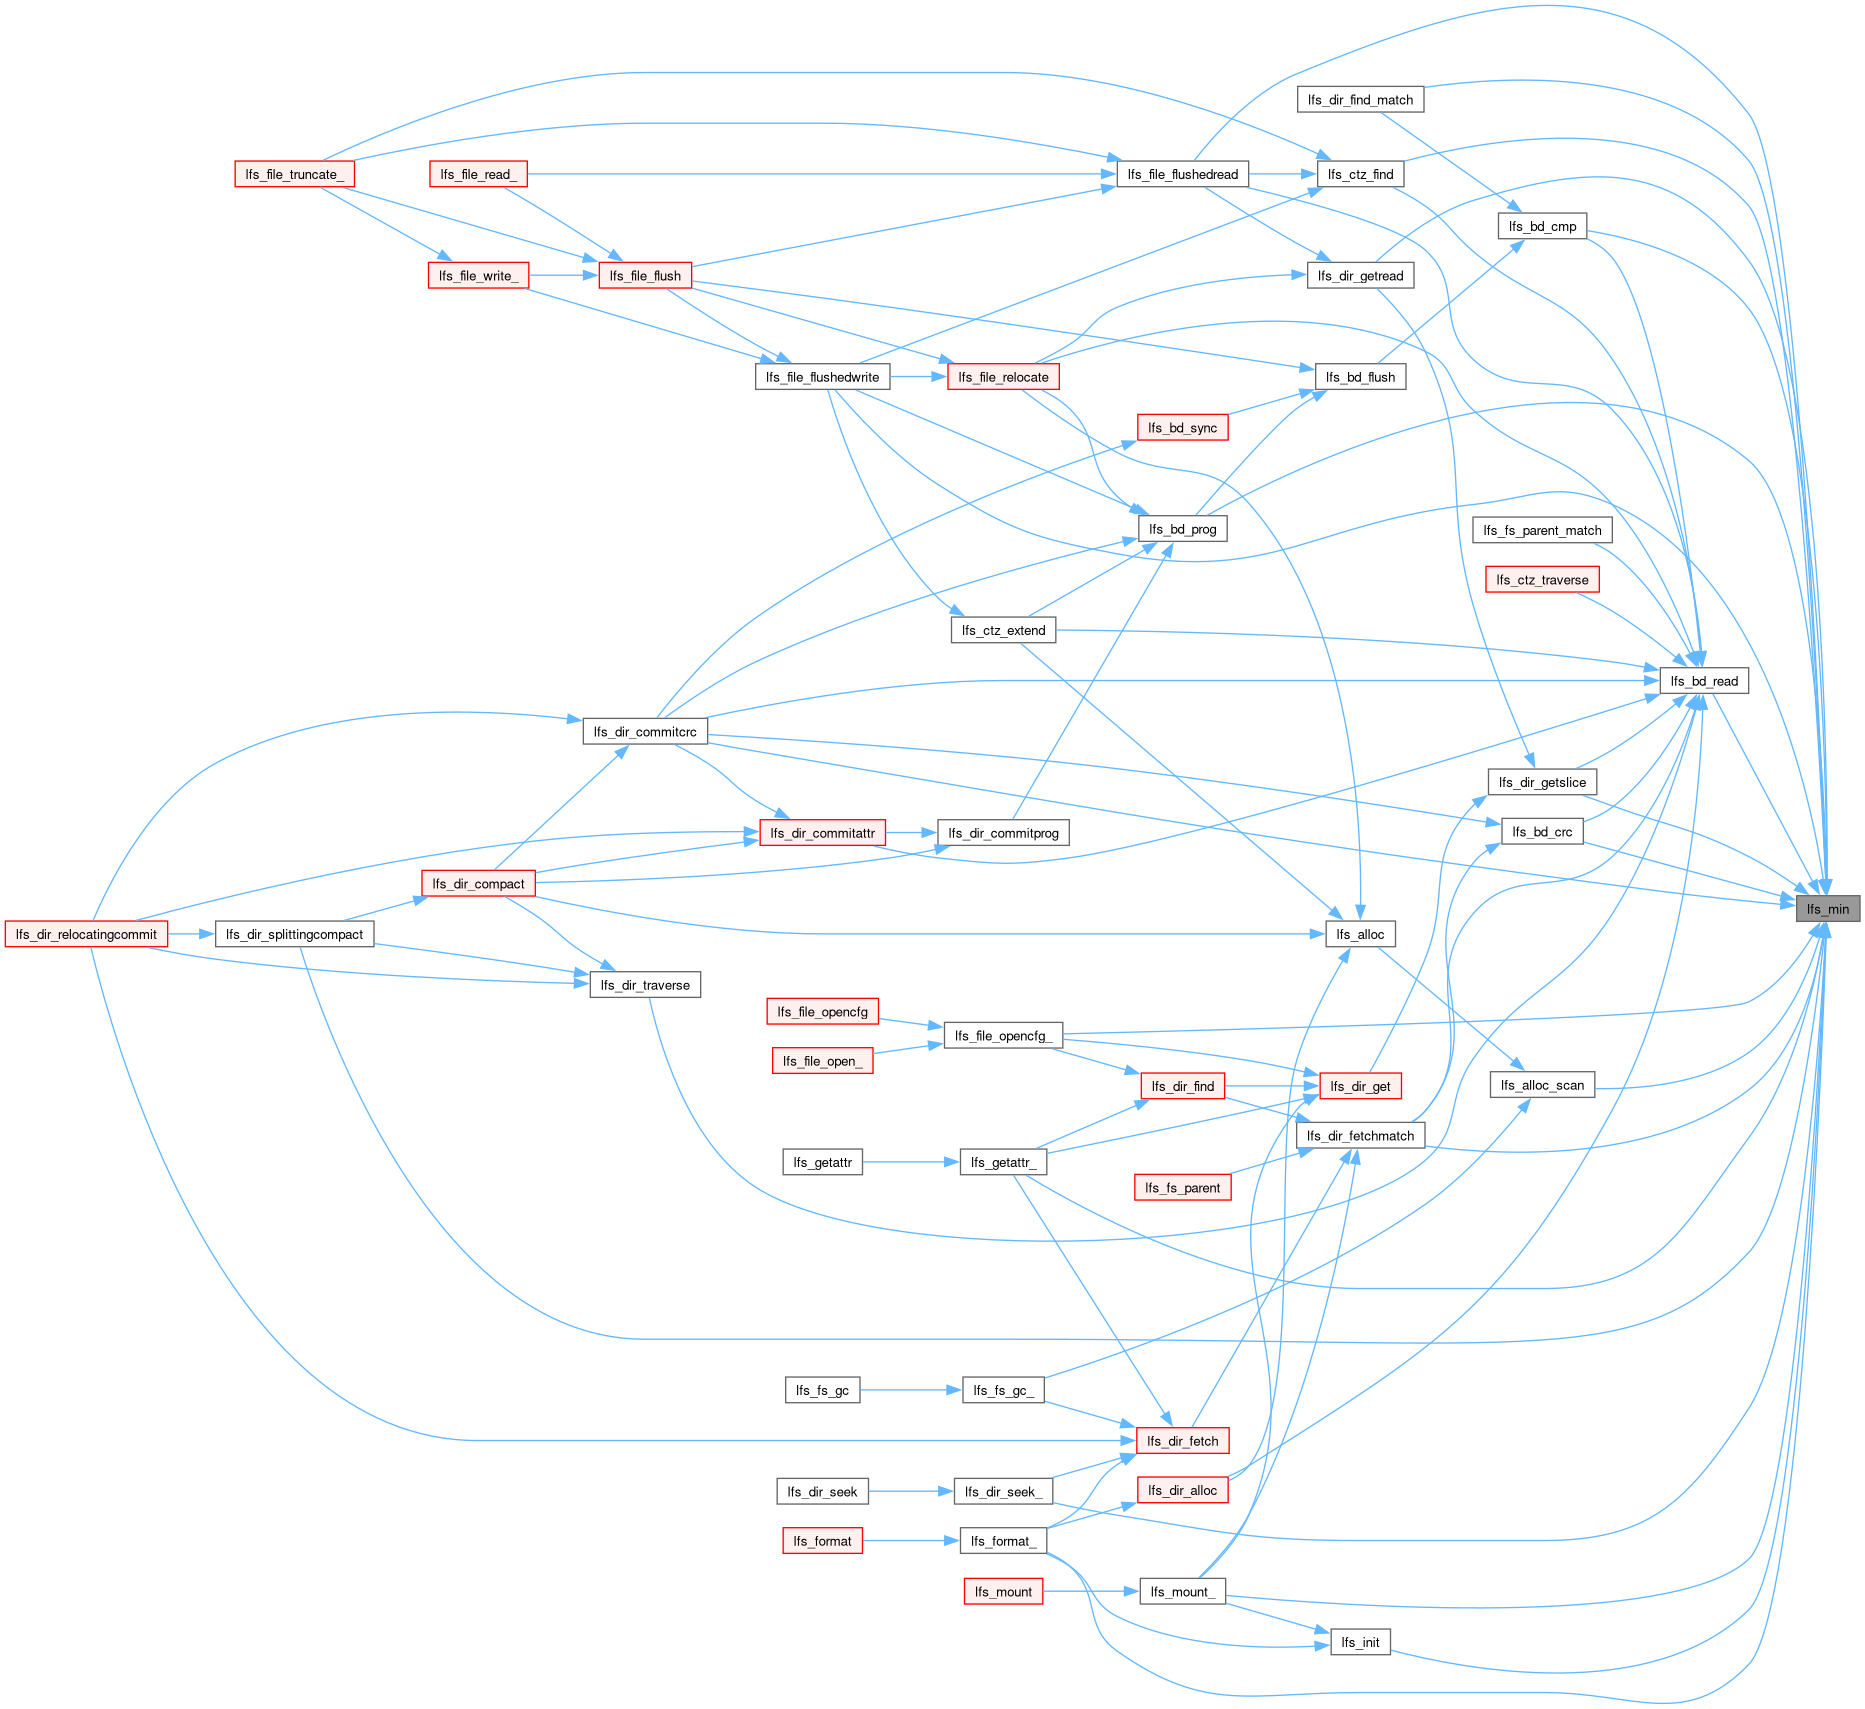 lfs_dir_find_match
lfs_file_truncate_
lfs_file_read_
lfs_file_flushedread
lfs_ctz_find
lfs_bd_cmp
lfs_file_write_
lfs_file_flush
lfs_dir_getread
lfs_file_flushedwrite
lfs_file_relocate
lfs_bd_flush
lfs_bd_sync
lfs_bd_prog
lfs_fs_parent_match
lfs_ctz_traverse
lfs_ctz_extend
lfs_bd_read
lfs_dir_commitcrc
lfs_dir_getslice
lfs_dir_commitattr
lfs_dir_commitprog
lfs_bd_crc
lfs_dir_compact
lfs_min
lfs_dir_relocatingcommit
lfs_dir_splittingcompact
lfs_alloc
lfs_dir_traverse
lfs_file_opencfg
lfs_file_opencfg_
lfs_file_open_
lfs_dir_find
lfs_dir_get
lfs_alloc_scan
lfs_dir_fetchmatch
lfs_getattr
lfs_getattr_
lfs_fs_parent
lfs_fs_gc
lfs_fs_gc_
lfs_dir_fetch
lfs_dir_seek
lfs_dir_seek_
lfs_dir_alloc
lfs_format
lfs_format_
lfs_mount
lfs_mount_
lfs_init